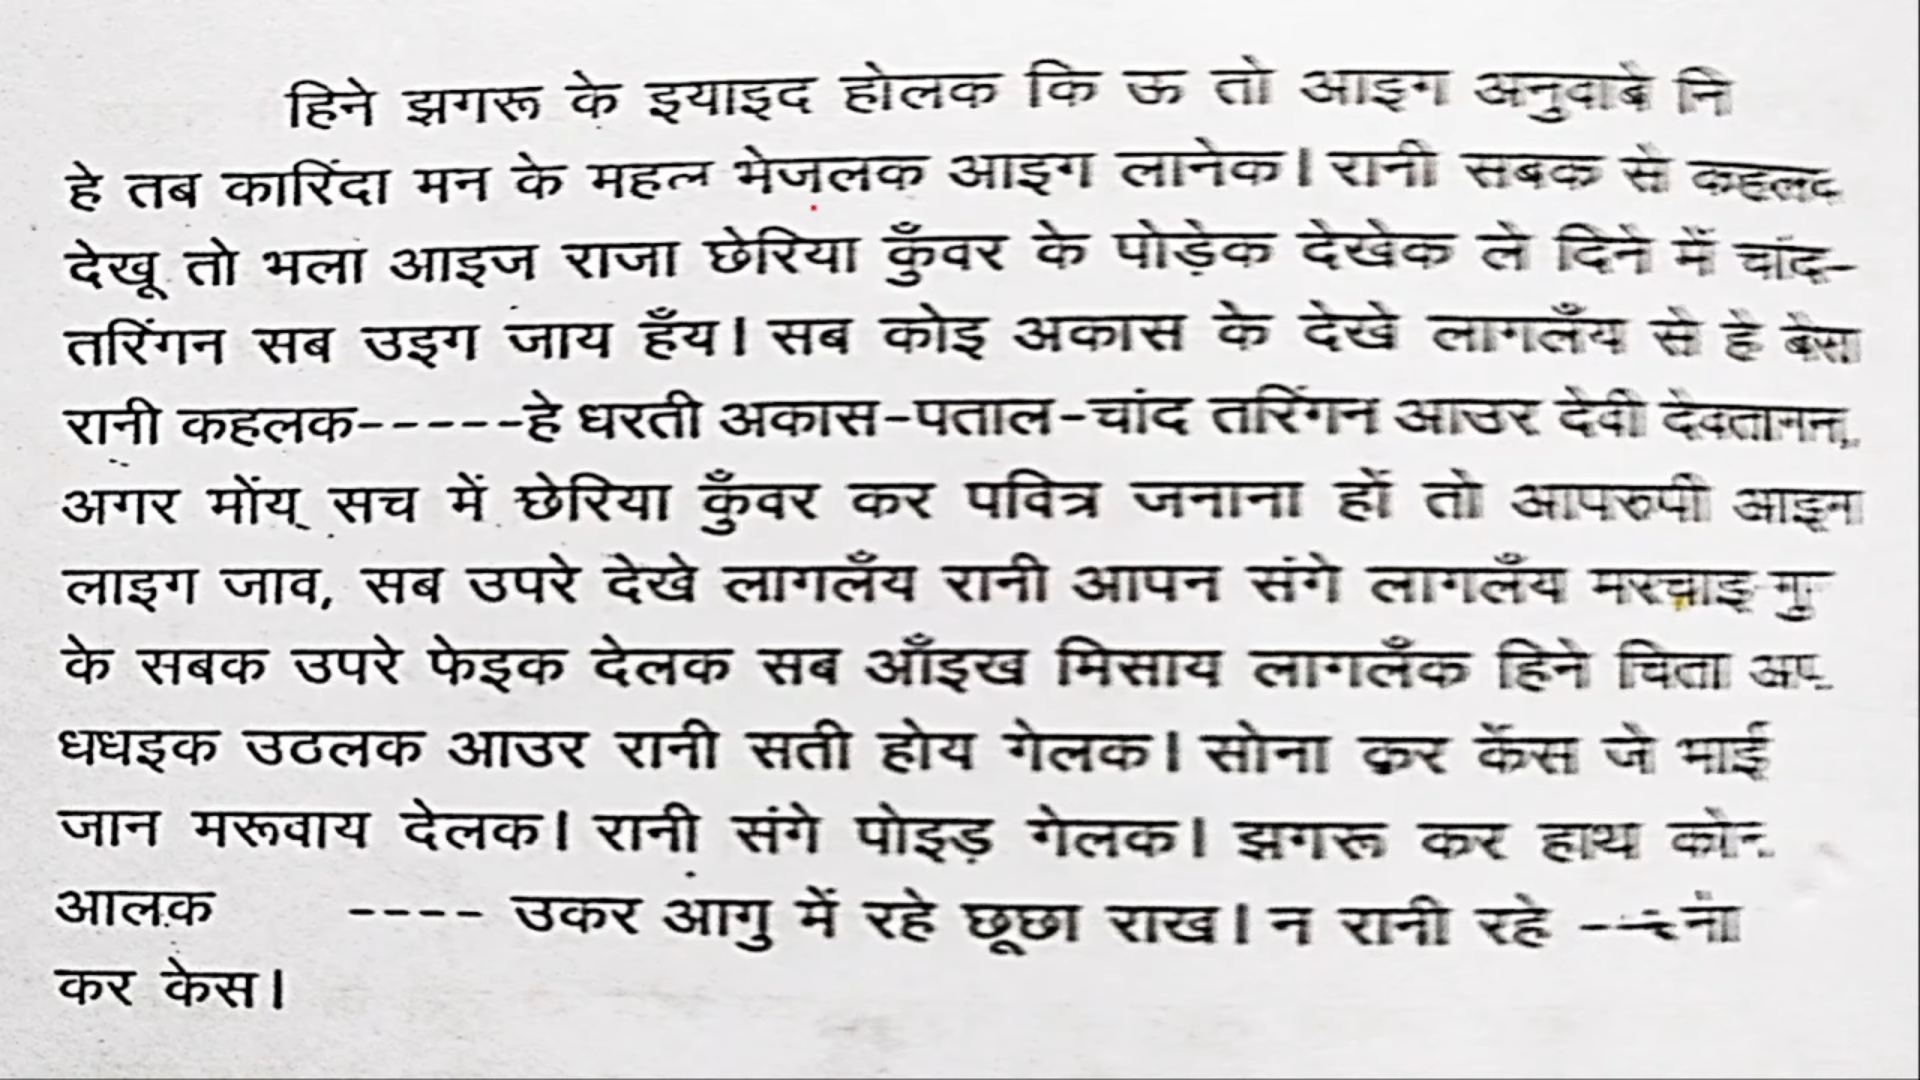 हिने झगरू के इयाइद होलक कि ऊ तो आइग
हे तब कारिंदा मन के महल भेजलक आइग लानेक। रानी सबक से
देखू तो भला आइज राजा छेरिया कुँवर के पोड़ेक देखेक ले दिने में चांद-
तरिंगन सब उइग जाय हँय। सब कोइ अकास के देखे लागलँय से हे बेस
रानी कहलक-----हे धरती अकास-पताल-चांद तरिंगन आउर देवी देवतागन,
अगर मोंय् सच में छेरिया कुँवर कर पवित्र जनाना हों तो आपरुपी आइग
लाइग जाव, सब उपरे देखे लागलँय रानी आपन संगे लागलँय मरचाइ
के सबक उपरे फेइक देलक सब आँइख मिसाय लागलँक हिने चिता
धधइक उठलक आउर रानी सती होय गेलक। सोना कर केंस जे भाई
जान मरूवाय देलक। रानी संगे पोइड़ गेलक। झगरू कर हाथ
आलक ---- उकर आगु में रहे छूछा राख। न रानी रहे
कर केस।